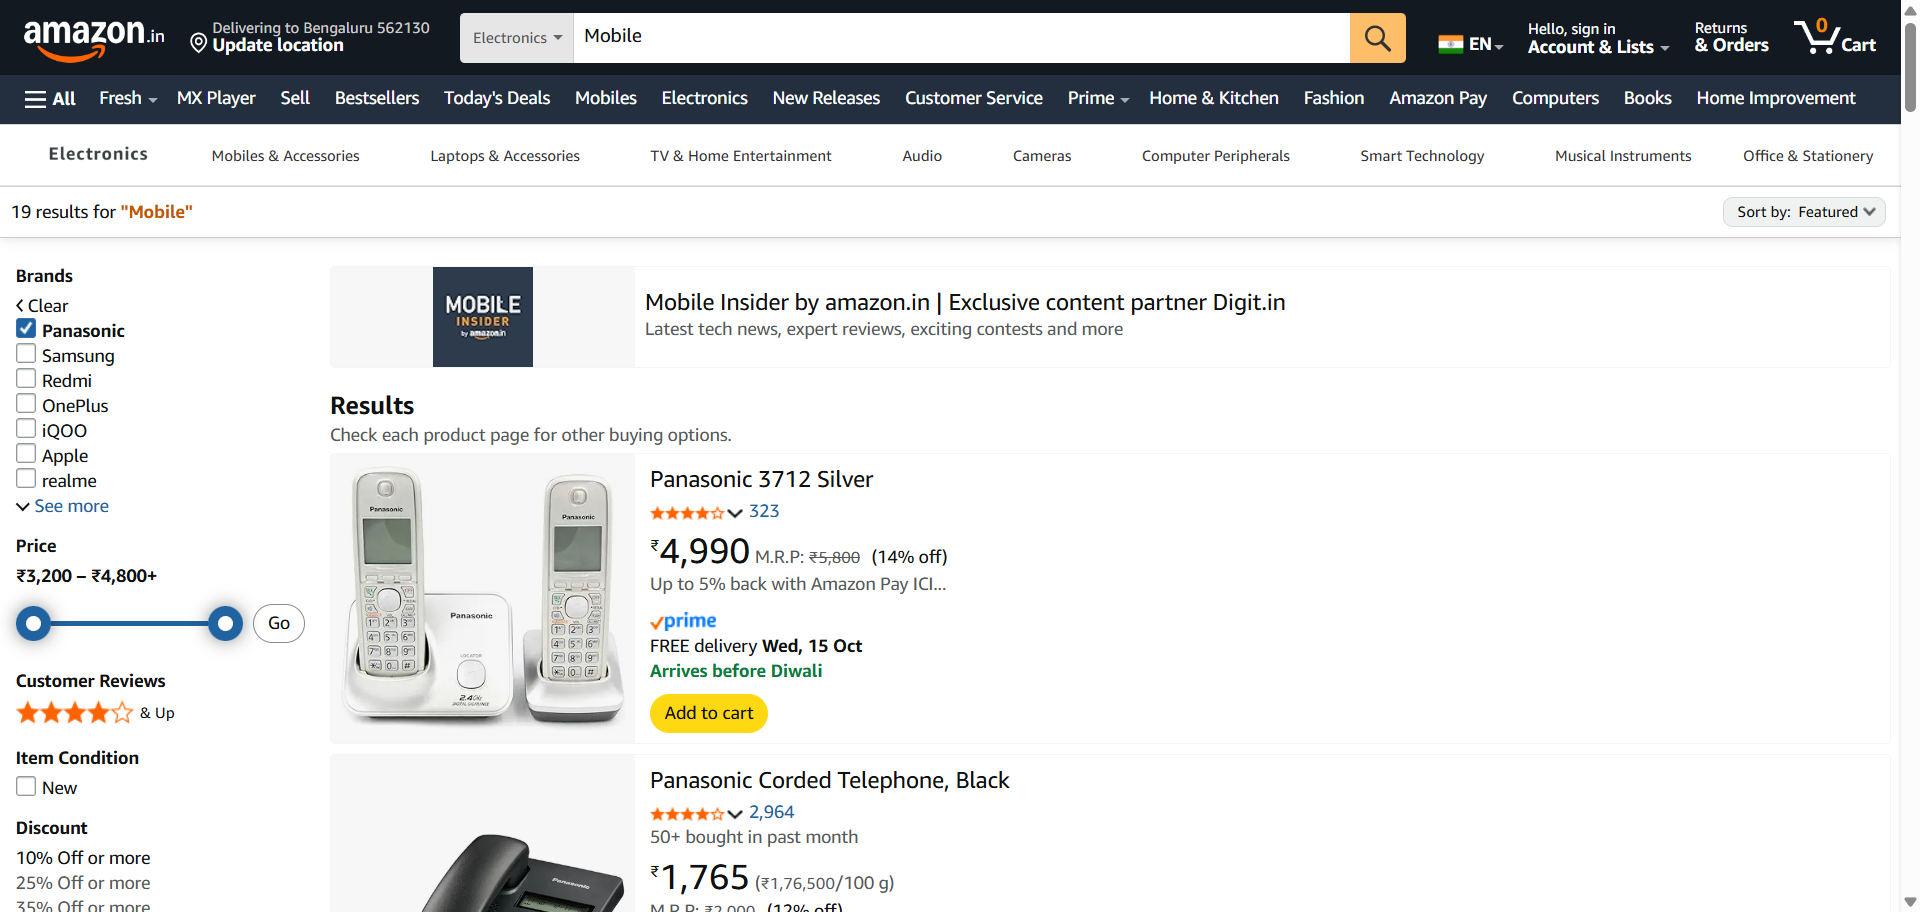 amazon.in
Delivering to Bengaluru 562130
Update location
Electronics
Mobile
EN
Hello, sign in
Account & Lists
Returns
& Orders
0
Cart
All
Fresh
MX Player
Sell
Bestsellers
Today's Deals
Mobiles
Electronics
New Releases
Customer Service
Prime
Home & Kitchen
Fashion
Amazon Pay
Computers
Books
Home Improvement
Electronics
Mobiles & Accessories
Laptops & Accessories
TV & Home Entertainment
Audio
Cameras
Computer Peripherals
Smart Technology
Musical Instruments
Office & Stationery
19 results for "Mobile"
Sort by: Featured
Brands
Clear
Panasonic
Samsung
Redmi
OnePlus
iQOO
Apple
realme
See more
Price
₹3,200 – ₹4,800+
Go
Customer Reviews
& Up
Item Condition
New
Discount
10% Off or more
25% Off or more
35% Off or more
MOBILE
INSIDER
by amazon.in
Mobile Insider by amazon.in | Exclusive content partner Digit.in
Latest tech news, expert reviews, exciting contests and more
Results
Check each product page for other buying options.
Panasonic
Panasonic
Panasonic
LOCATOR
2.4GHz
Panasonic 3712 Silver
323
₹4,990 M.R.P: ₹5,800 (14% off)
Up to 5% back with Amazon Pay ICI...
prime
FREE delivery Wed, 15 Oct
Arrives before Diwali
Add to cart
Panasonic
Panasonic Corded Telephone, Black
2,964
50+ bought in past month
₹1,765 (₹1,76,500/100 g)
M.R.P: ₹2,000 (12% off)